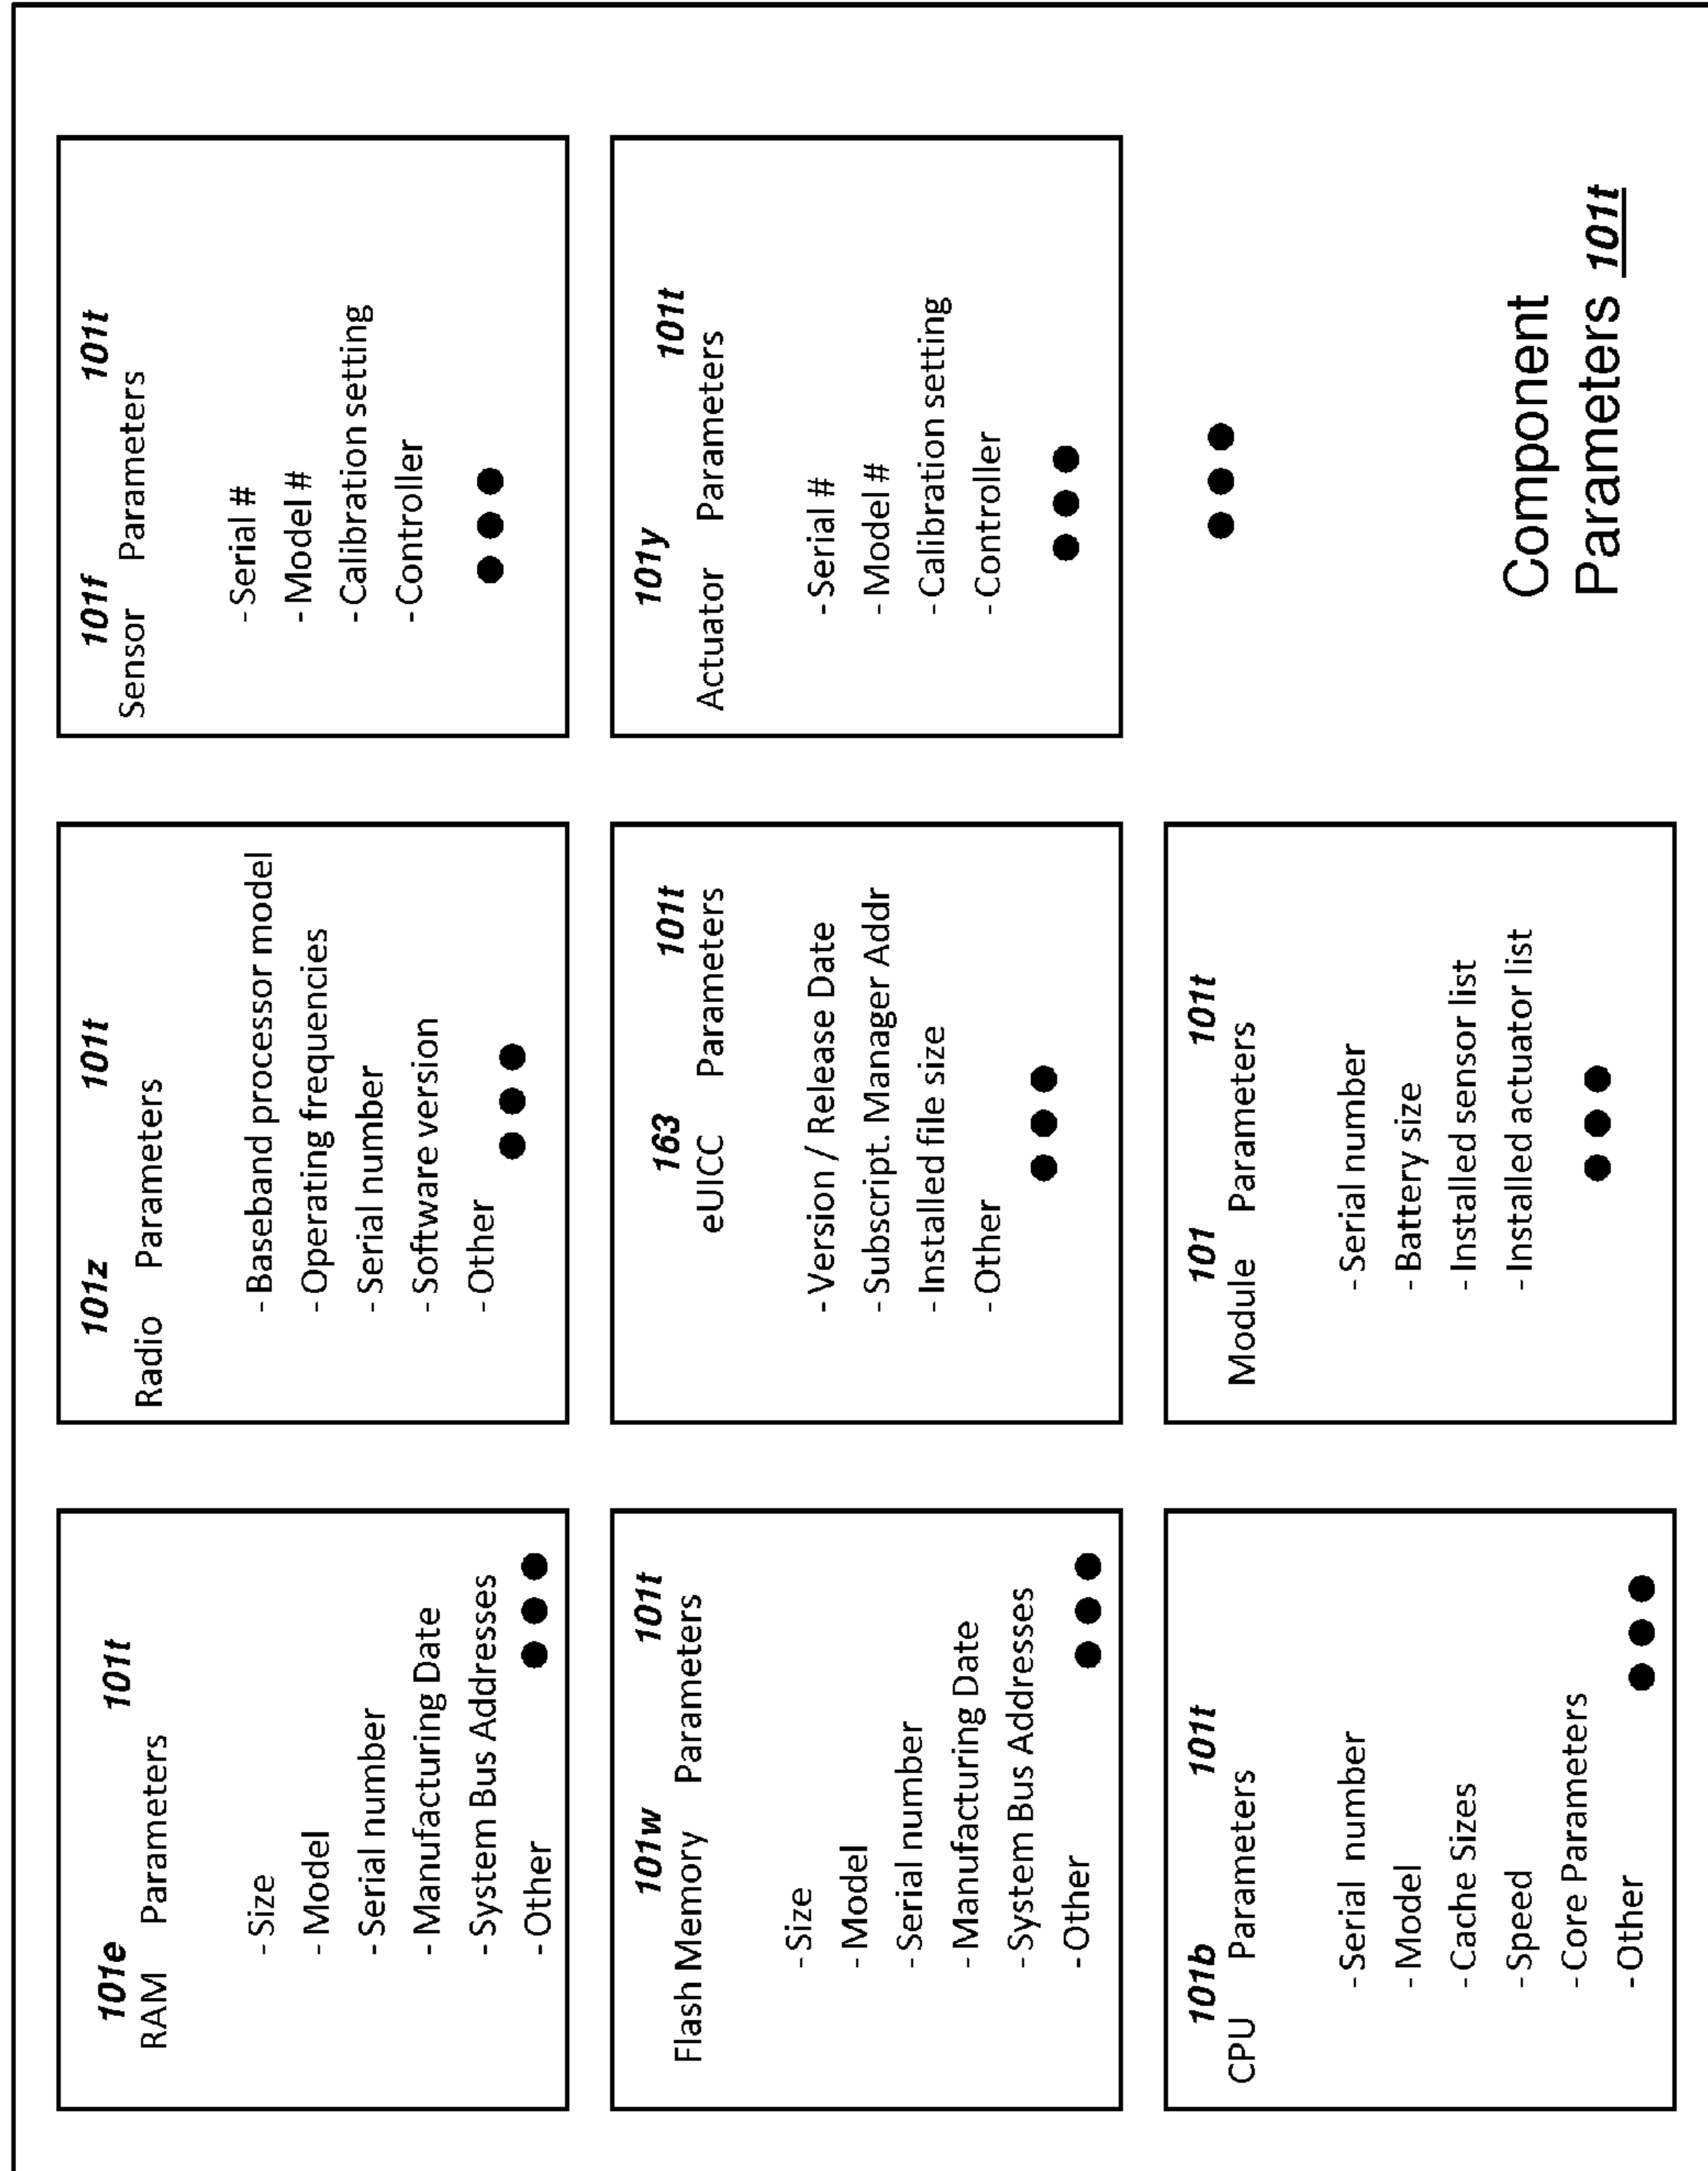 101e 101t
RAM Parameters
- Size
- Model
- Serial number
- Manufacturing Date
- System Bus Addresses
- Other
101w 101t
Flash Memory Parameters
- Size
- Model
- Serial number
- Manufacturing Date
- System Bus Addresses
- Other
101b 101t
CPU Parameters
- Serial number
- Model
- Cache Sizes
- Speed
- Core Parameters
- Other
101z 101t
Radio Parameters
- Baseband processor model
- Operating frequencies
- Serial number
- Software version
- Other
163 101t
eUICC Parameters
- Version / Release Date
- Subscript. Manager Addr
- Installed file size
- Other
101 101t
Module Parameters
- Serial number
- Battery size
- Installed sensor list
- Installed actuator list
101f 101t
Sensor Parameters
- Serial #
- Model #
- Calibration setting
- Controller
101y 101t
Actuator Parameters
- Serial #
- Model #
- Calibration setting
- Controller
Component
Parameters 101t